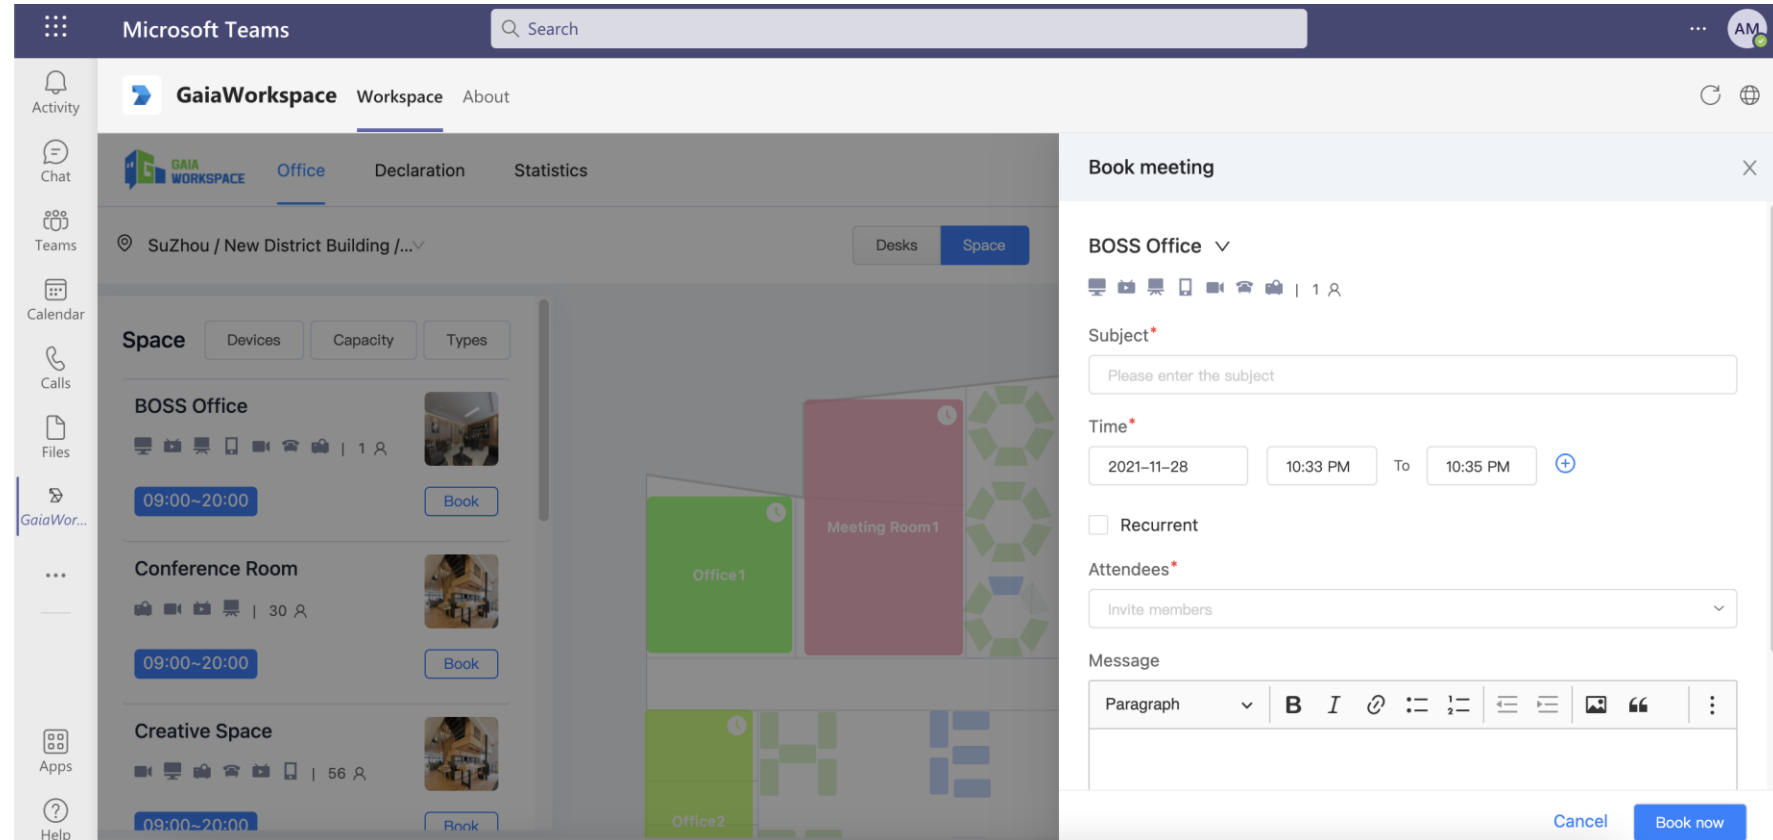 Microsoft Teams
Search
AM
Activity
Chat
Teams
Calendar
Calls
Files
GaiaWor...
Apps
Help
GaiaWorkspace Workspace About
GAIA
WORKSPACE
Office Declaration Statistics
SuZhou / New District Building /...
Desks Space
Space Devices Capacity Types
BOSS Office
1
09:00~20:00 Book
Conference Room
30
09:00~20:00 Book
Creative Space
56
09:00~20:00 Book
Office1
Meeting Room1
Office2
Book meeting
BOSS Office
| 1
Subject*
Please enter the subject
Time*
2021-11-28 10:33 PM To 10:35 PM
Recurrent
Attendees*
Invite members
Message
Paragraph B I
Cancel Book now